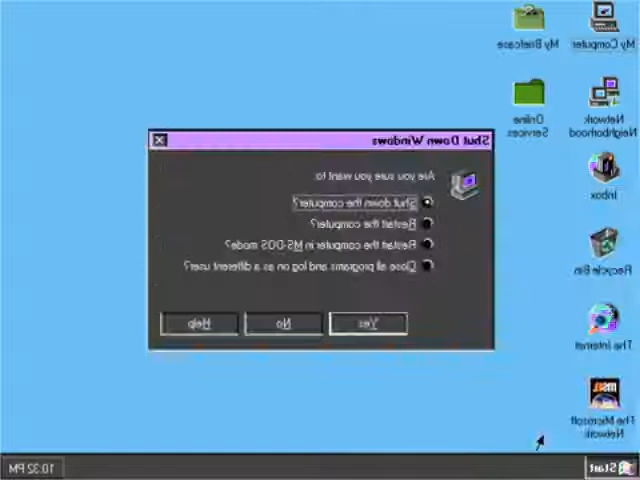 My Computer
My Briefcase
Network
Neighborhood
Online
Services
Inbox
Recycle Bin
The Internet
msn
The Microsoft
Network
Shut Down Windows
Are you sure you want to:
Shut down the computer?
Restart the computer?
Restart the computer in MS-DOS mode?
Close all programs and log on as a different user?
Yes
No
Help
Start
10:32 PM